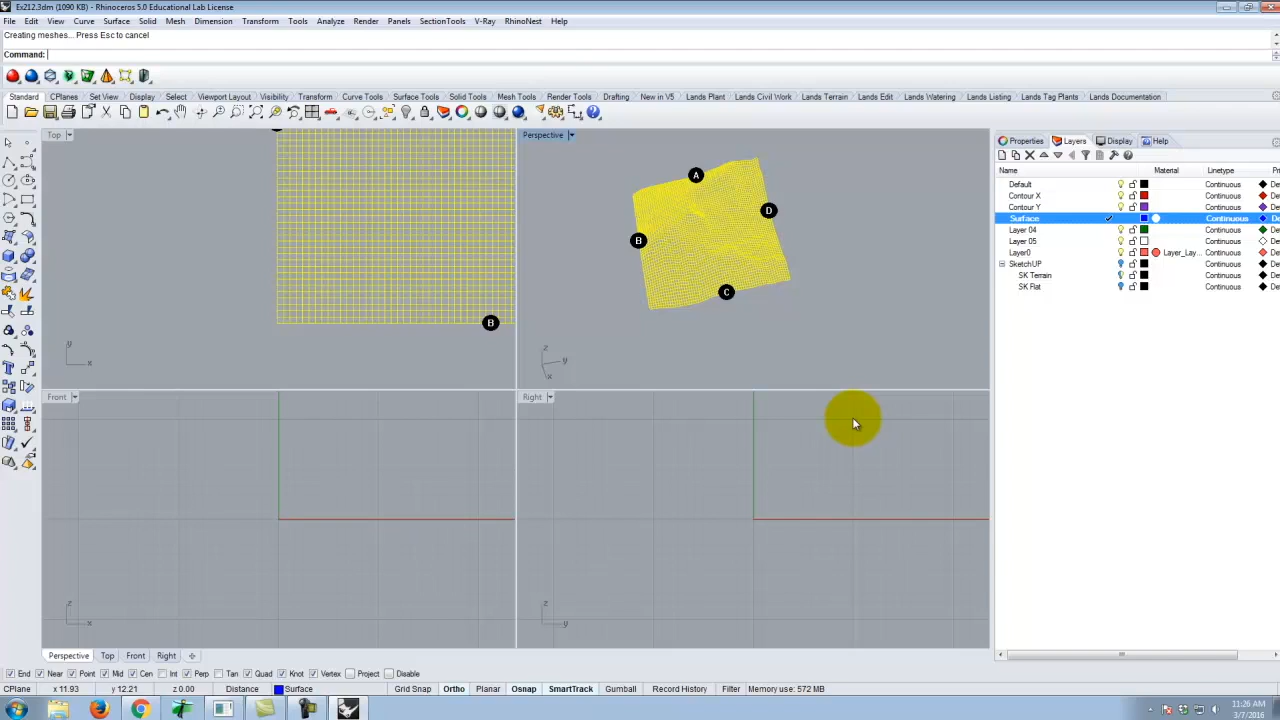 Ex212.3dm (1090 KB) - Rhinoceros 5.0 Educational Lab License
File Edit View Curve Surface Solid Mesh Dimension Transform Tools Analyze Render Panels SectionTools V-Ray RhinoNest Help
Creating meshes... Press Esc to cancel
Command:
Standard CPlanes Set View Display Select Viewport Layout Visibility Transform Curve Tools Surface Tools Solid Tools Mesh Tools Render Tools Drafting New in V5 Lands Plant Lands Civil Work Lands Terrain Lands Edit Lands Watering Lands Listing Lands Tag Plants Lands Documentation
Top
Perspective
Properties Layers Display Help
Name Material Linetype
Default Continuous
Contour X Continuous
Contour Y Continuous
Surface Continuous
Layer 04 Continuous
Layer 05 Continuous
Layer0 Layer_Lay... Continuous
SketchUP Continuous
SK Terrain Continuous
SK Flat Continuous
A
D
B
C
B
y
x
z
y
x
Front
Right
z
x
z
y
Perspective Top Front Right
End Near Point Mid Cen Int Perp Tan Quad Knot Vertex Project Disable
CPlane x 11.93 y 12.21 z 0.00 Distance Surface Grid Snap Ortho Planar Osnap SmartTrack Gumball Record History Filter Memory use: 572 MB
11:26 AM
3/7/2016